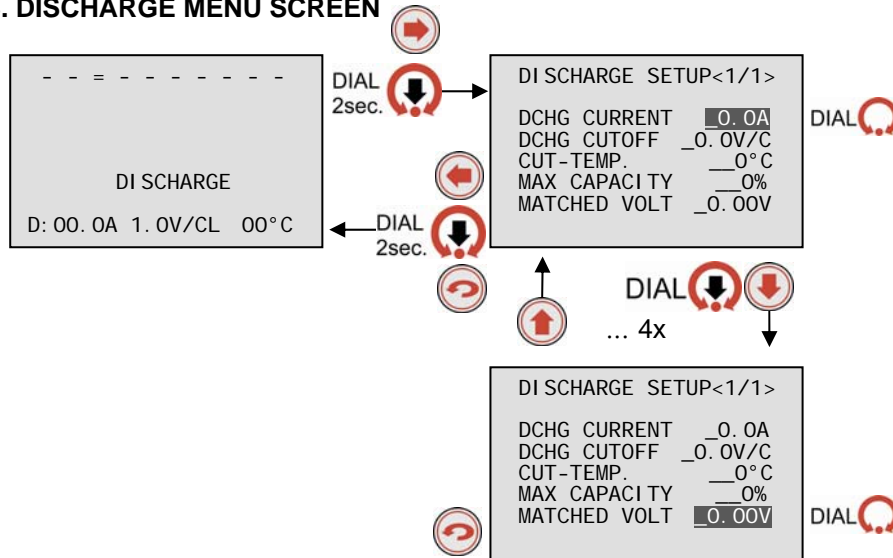 . DISCHARGE MENU SCREEN
- - = - - - - - - -
DISCHARGE
D:00.0A 1.0V/CL 00°C
DIAL
2sec.
DIAL
2sec.
DISCHARGE SETUP<1/1>
DCHG CURRENT _0.0A
DCHG CUTOFF _0.0V/C
CUT-TEMP. __0°C
MAX CAPACITY __0%
MATCHED VOLT _0.00V
DIAL
DIAL
... 4x
DISCHARGE SETUP<1/1>
DCHG CURRENT _0.0A
DCHG CUTOFF _0.0V/C
CUT-TEMP. __0°C
MAX CAPACITY __0%
MATCHED VOLT _0.00V
DIAL